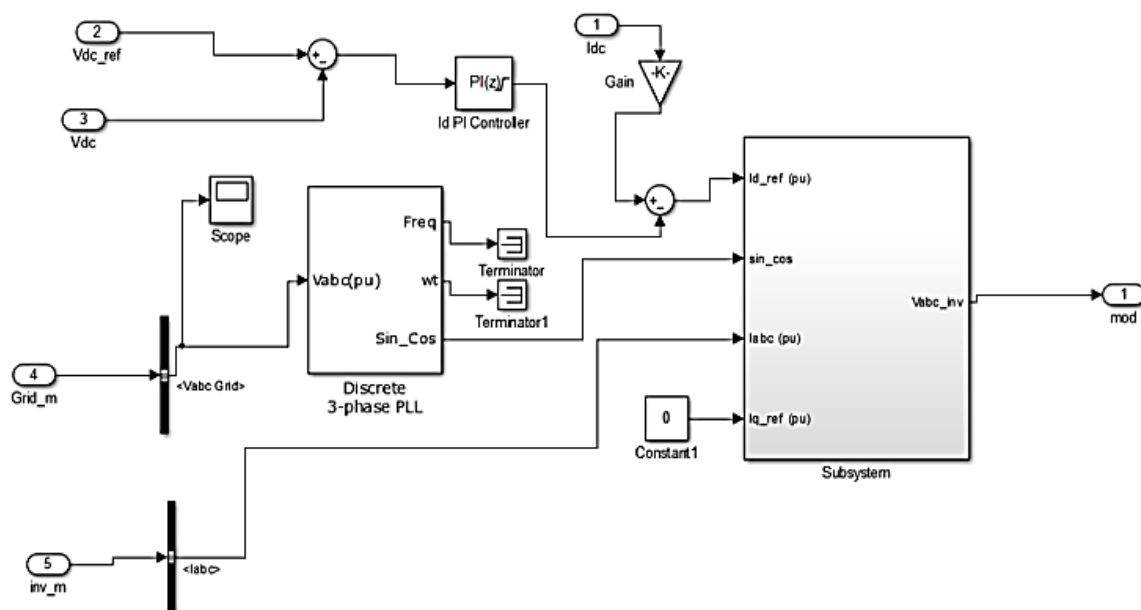 2
Vdc_ref
3
Vdc
+
-
PI(z)
Id PI Controller
1
Idc
-K-
Gain
+
-
Scope
Freq
Vabc(pu)
wt
Sin_Cos
Discrete
3-phase PLL
Terminator
Terminator1
4
Grid_m
<Vabc Grid>
5
inv_m
<Iabc>
0
Constant1
Id_ref (pu)
sin_cos
Iabc (pu)
Iq_ref (pu)
Vabc_inv
Subsystem
1
mod